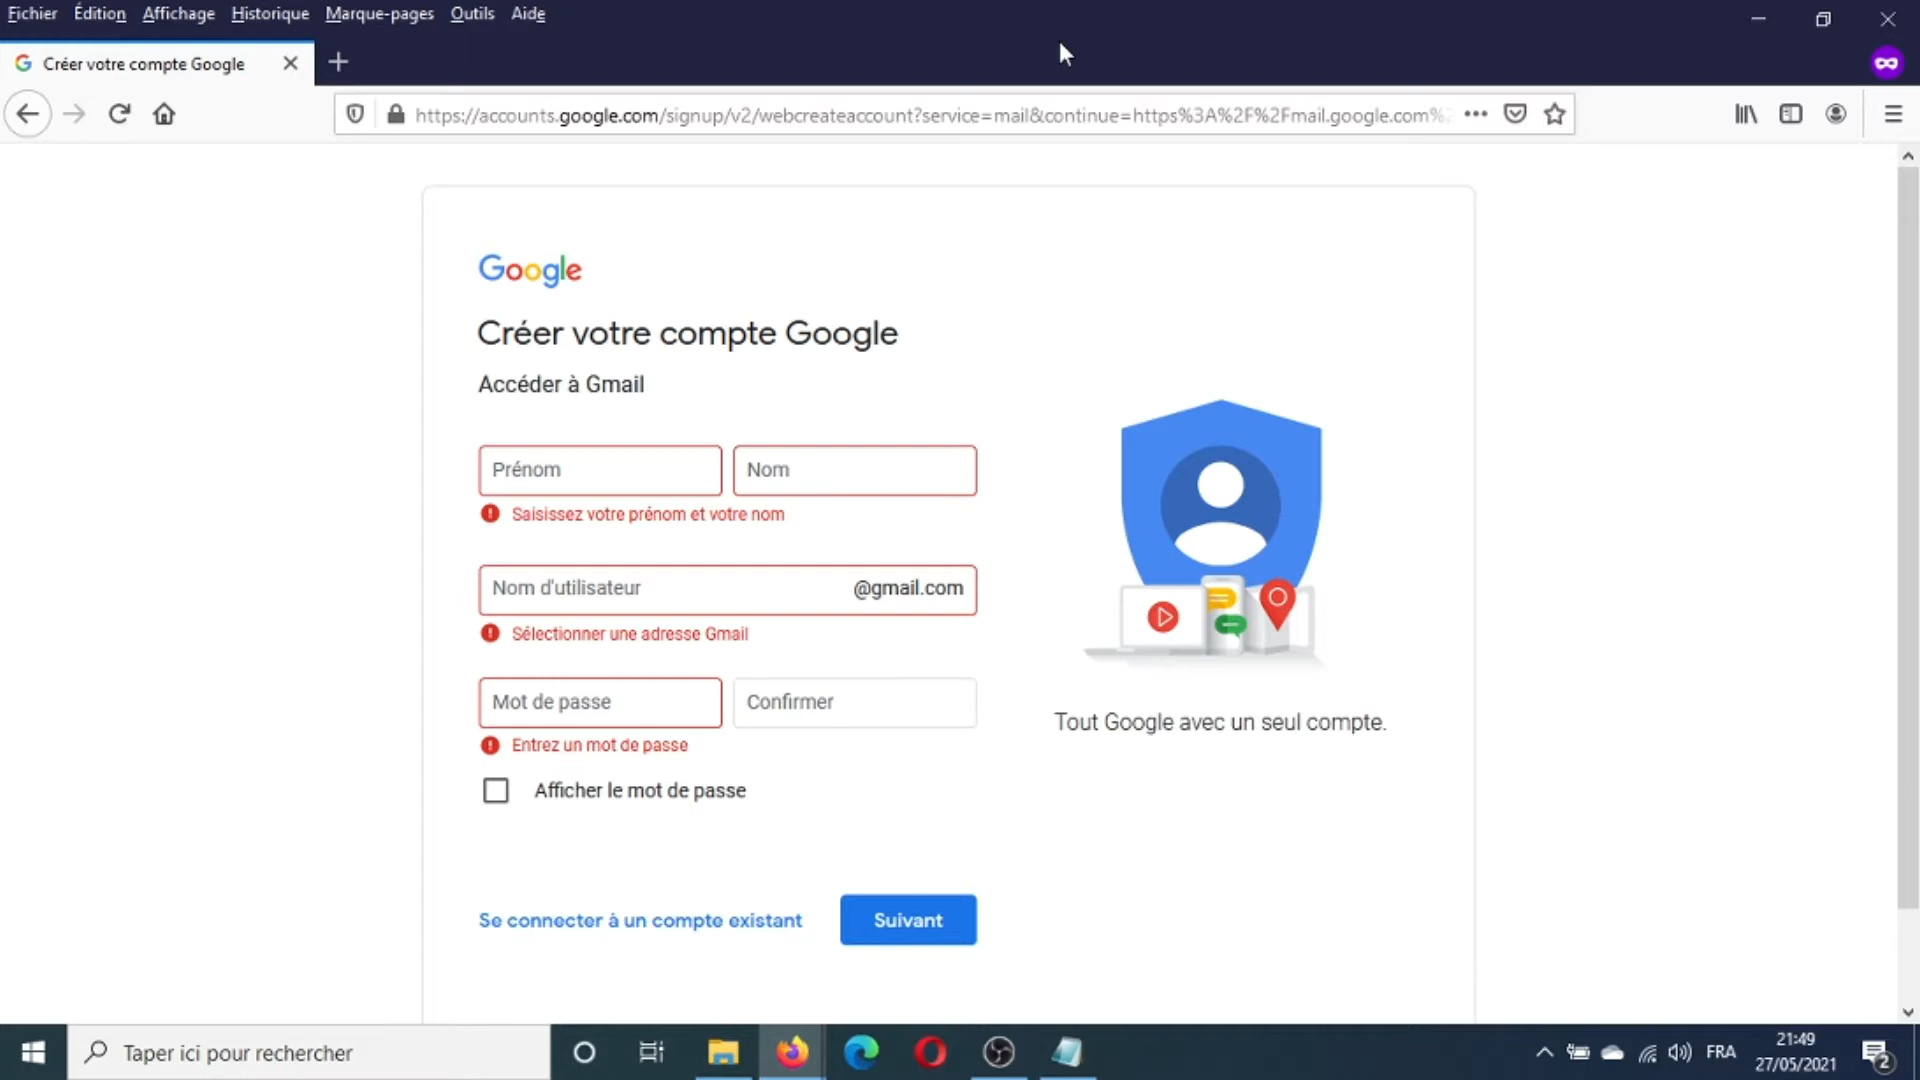 Fichier Édition Affichage Historique Marque-pages Outils Aide
Créer votre compte Google
https://accounts.google.com/signup/v2/webcreateaccount?service=mail&continue=https%3A%2F%2Fmail.google.com%2
Google
Créer votre compte Google
Accéder à Gmail
Prénom Nom
Saisissez votre prénom et votre nom
Nom d'utilisateur @gmail.com
Sélectionner une adresse Gmail
Mot de passe Confirmer
Entrez un mot de passe
Afficher le mot de passe
Tout Google avec un seul compte.
Se connecter à un compte existant Suivant
Taper ici pour rechercher
FRA
21:49
27/05/2021
2